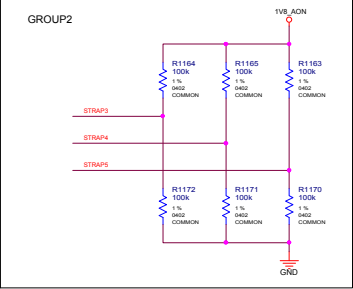 GROUP2
1V8_AON
R1164
100k
1 %
0402
COMMON
R1165
100k
1 %
0402
COMMON
R1163
100k
1 %
0402
COMMON
STRAP3
STRAP4
STRAP5
R1172
100k
1 %
0402
COMMON
R1171
100k
1 %
0402
COMMON
R1170
100k
1 %
0402
COMMON
GND